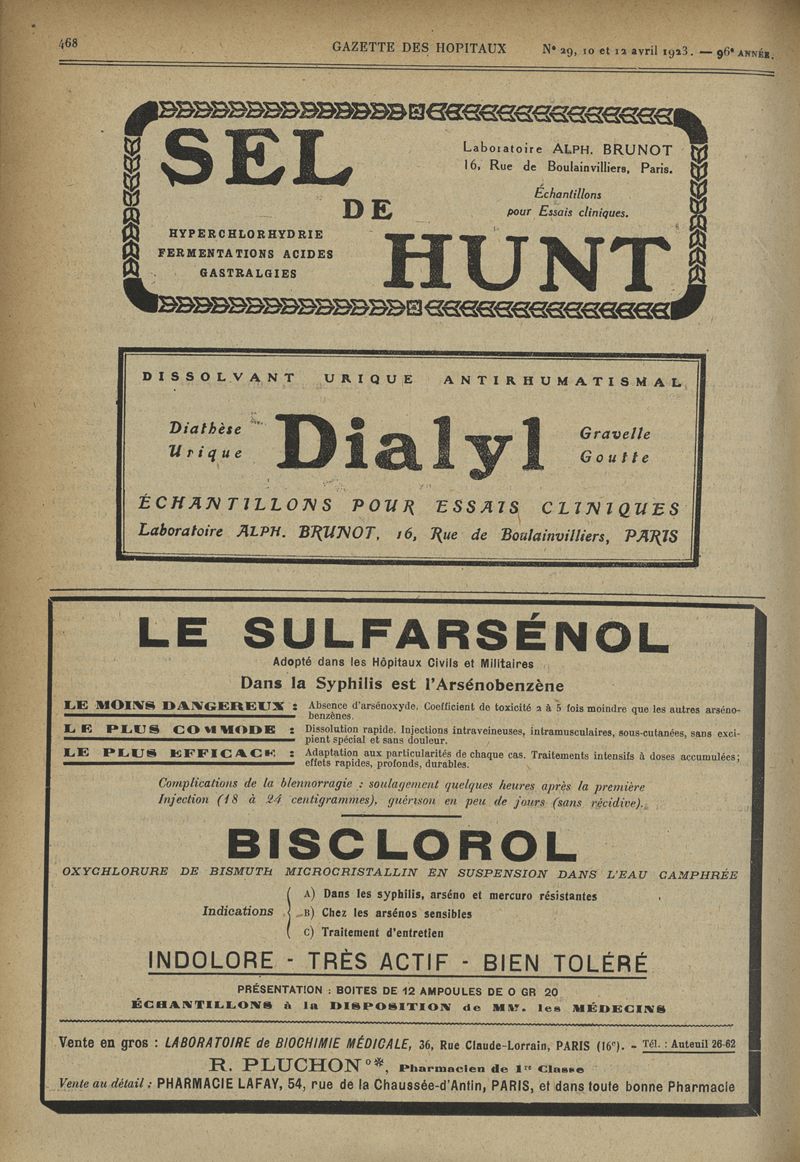 468
GAZETTE DES HOPITAUX
N° 29, 10 et 12 avril 1923. — 96e ANNÉE.
SEL
DE
HUNT
Laboratoire ALPH. BRUNOT
16, Rue de Boulainvilliers, Paris.
Échantillons
pour Essais cliniques.
HYPERCHLORHYDRIE
FERMENTATIONS ACIDES
GASTRALGIES
DISSOLVANT URIQUE ANTIRHUMATISMAL
Diathèse
Urique
Dialyl
Gravelle
Goutte
ÉCHANTILLONS POUR ESSAIS CLINIQUES
Laboratoire ALPH. BRUNOT, 16, Rue de Boulainvilliers, PARIS
LE SULFARSÉNOL
Adopté dans les Hôpitaux Civils et Militaires
Dans la Syphilis est l'Arsénobenzène
LE MOINS DANGEREUX : Absence d'arsénoxyde. Coefficient de toxicité 2 à 5 fois moindre que les autres arséno-
benzènes.
LE PLUS COMMODE : Dissolution rapide. Injections intraveineuses, intramusculaires, sous-cutanées, sans exci-
pient spécial et sans douleur.
LE PLUS EFFICACE : Adaptation aux particularités de chaque cas. Traitements intensifs à doses accumulées;
effets rapides, profonds, durables.
Complications de la blennorragie : soulagement quelques heures après la première
Injection (18 à 24 centigrammes), guérison en peu de jours (sans récidive).
BISCLOROL
OXYCHLORURE DE BISMUTH MICROCRISTALLIN EN SUSPENSION DANS L'EAU CAMPHRÉE
Indications
A) Dans les syphilis, arséno et mercuro résistantes
B) Chez les arsénos sensibles
C) Traitement d'entretien
INDOLORE - TRÈS ACTIF - BIEN TOLÉRÉ
PRÉSENTATION : BOITES DE 12 AMPOULES DE 0 GR 20
ÉCHANTILLONS à la DISPOSITION de MM. les MÉDECINS
Vente en gros : LABORATOIRE de BIOCHIMIE MÉDICALE, 36, Rue Claude-Lorrain, PARIS (16e). - Tél. : Auteuil 26-62
R. PLUCHON O*, Pharmacien de 1re Classe
Vente au détail : PHARMACIE LAFAY, 54, rue de la Chaussée-d'Antin, PARIS, et dans toute bonne Pharmacie